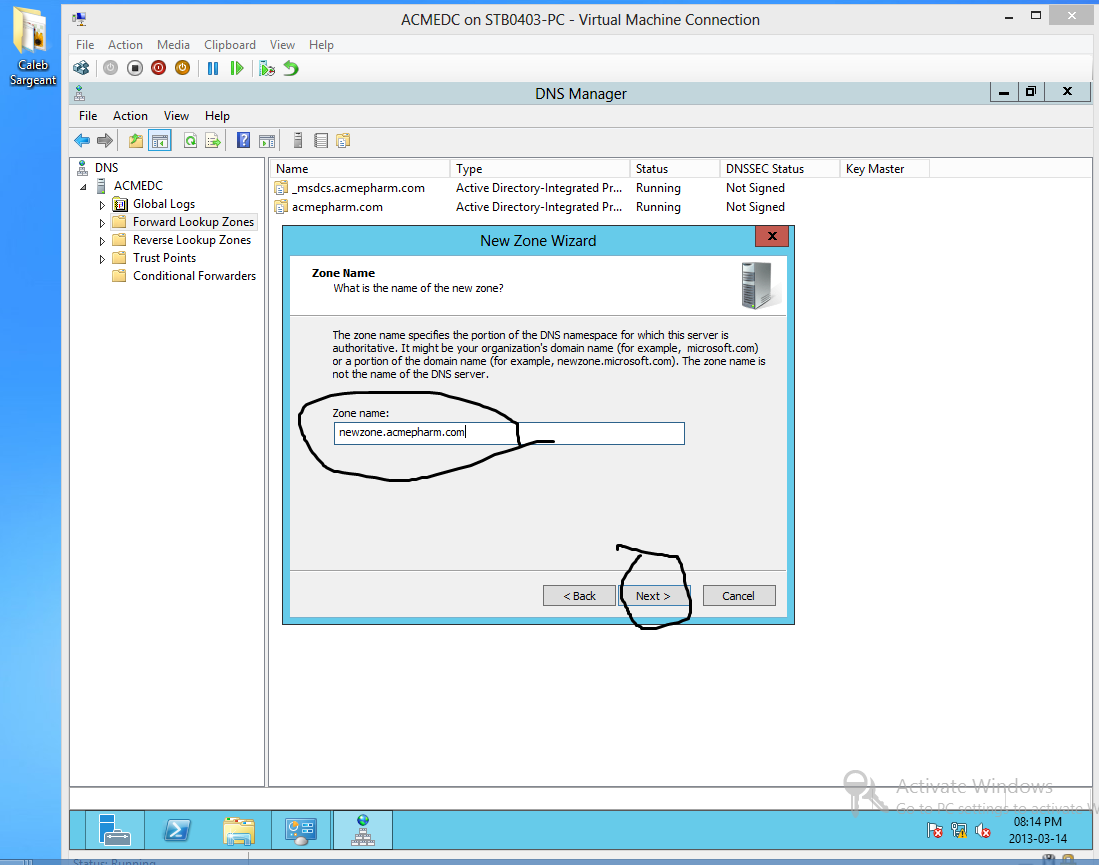 Caleb
Sargeant
ACMEDC on STB0403-PC - Virtual Machine Connection
File Action Media Clipboard View Help
DNS Manager
File Action View Help
DNS
ACMEDC
Global Logs
Forward Lookup Zones
Reverse Lookup Zones
Trust Points
Conditional Forwarders
Name Type Status DNSSEC Status Key Master
_msdcs.acmepharm.com Active Directory-Integrated Pr... Running Not Signed
acmepharm.com Active Directory-Integrated Pr... Running Not Signed
New Zone Wizard
Zone Name
What is the name of the new zone?
The zone name specifies the portion of the DNS namespace for which this server is
authoritative. It might be your organization's domain name (for example, microsoft.com)
or a portion of the domain name (for example, newzone.microsoft.com). The zone name is
not the name of the DNS server.
Zone name:
newzone.acmepharm.com
< Back Next > Cancel
Activate Windows
Go to PC settings to activate W
08:14 PM
2013-03-14
Status: Running